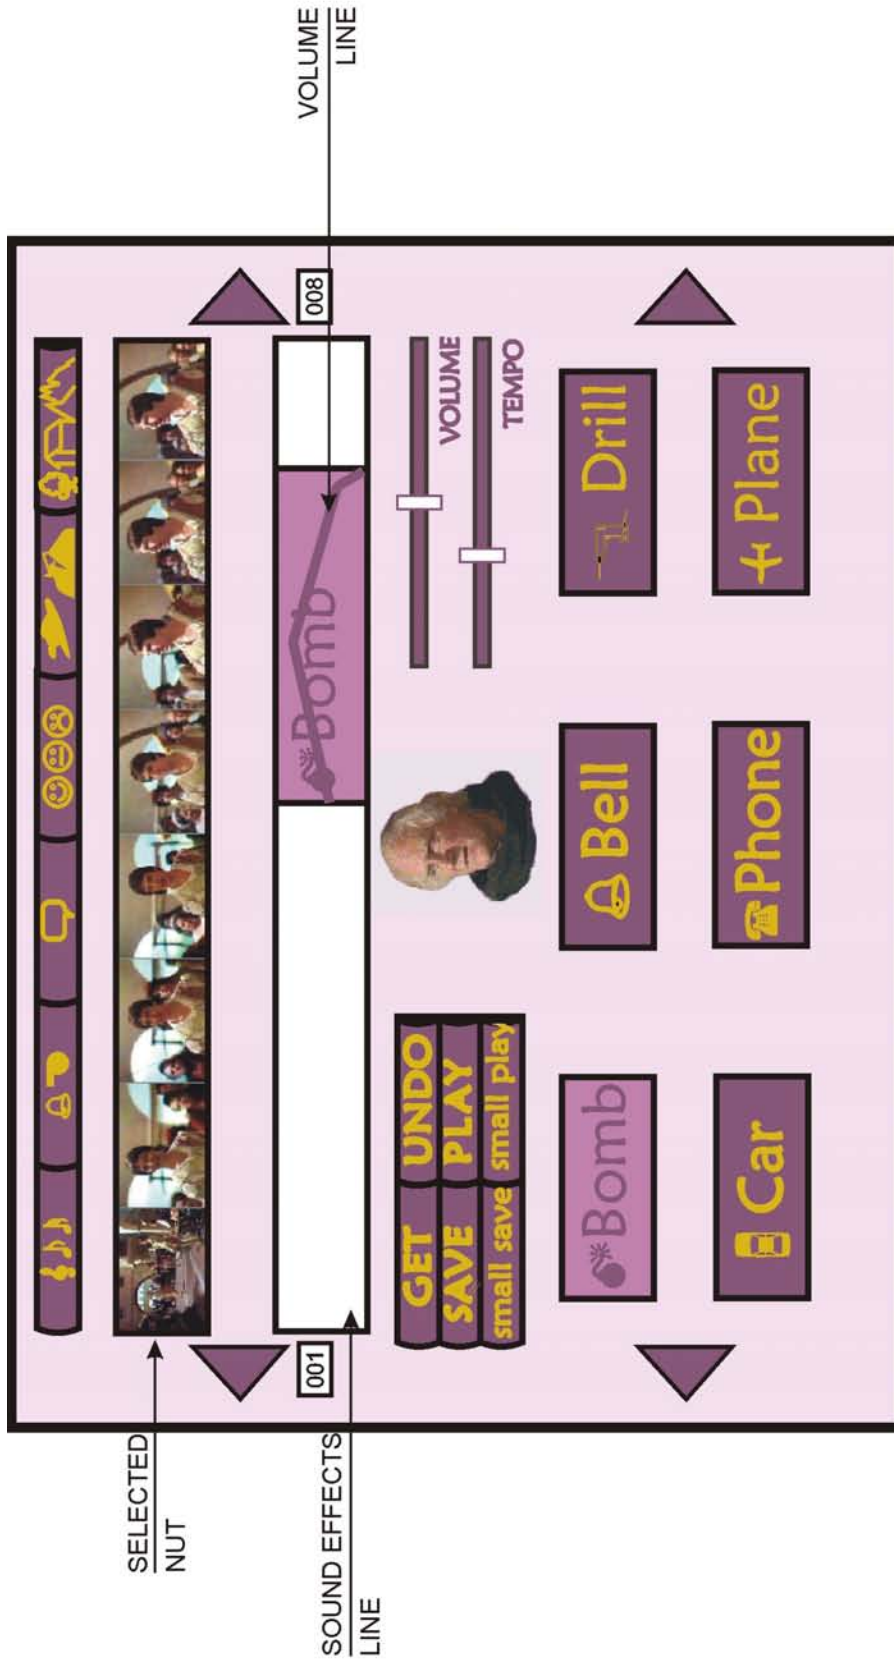 SELECTED
NUT
SOUND EFFECTS
LINE
VOLUME
LINE
001
008
Bomb
GET UNDO
SAVE PLAY
small save small play
VOLUME
TEMPO
Bomb
Bell
Drill
Car
Phone
Plane